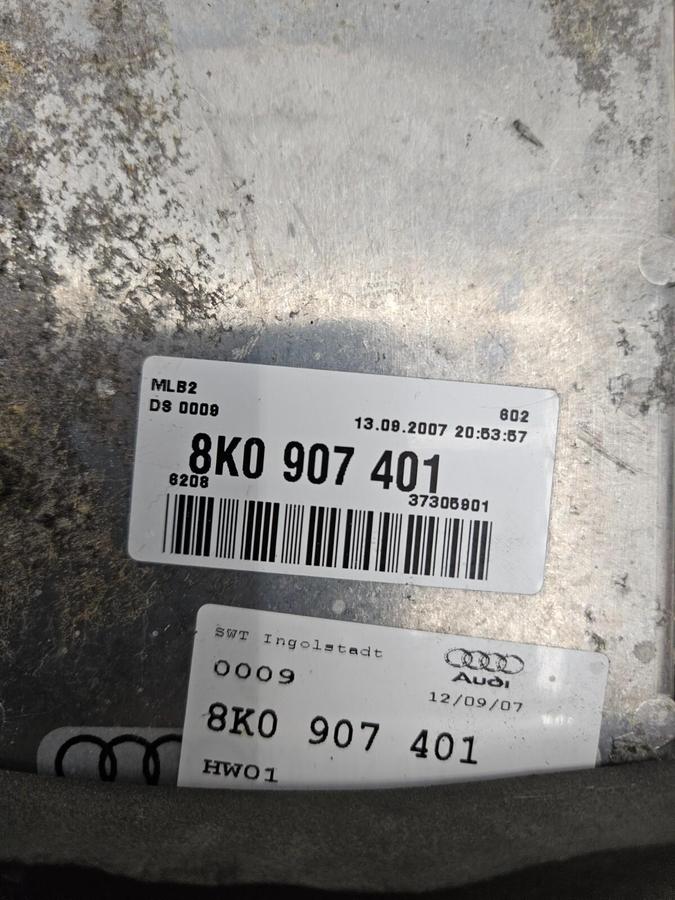 MLB2
602
DS 0009
13.09.2007 20:53:57
8K0 907 401
6208
37305901
SWT Ingolstadt
0009
Audi
12/09/07
8K0 907 401
HW01